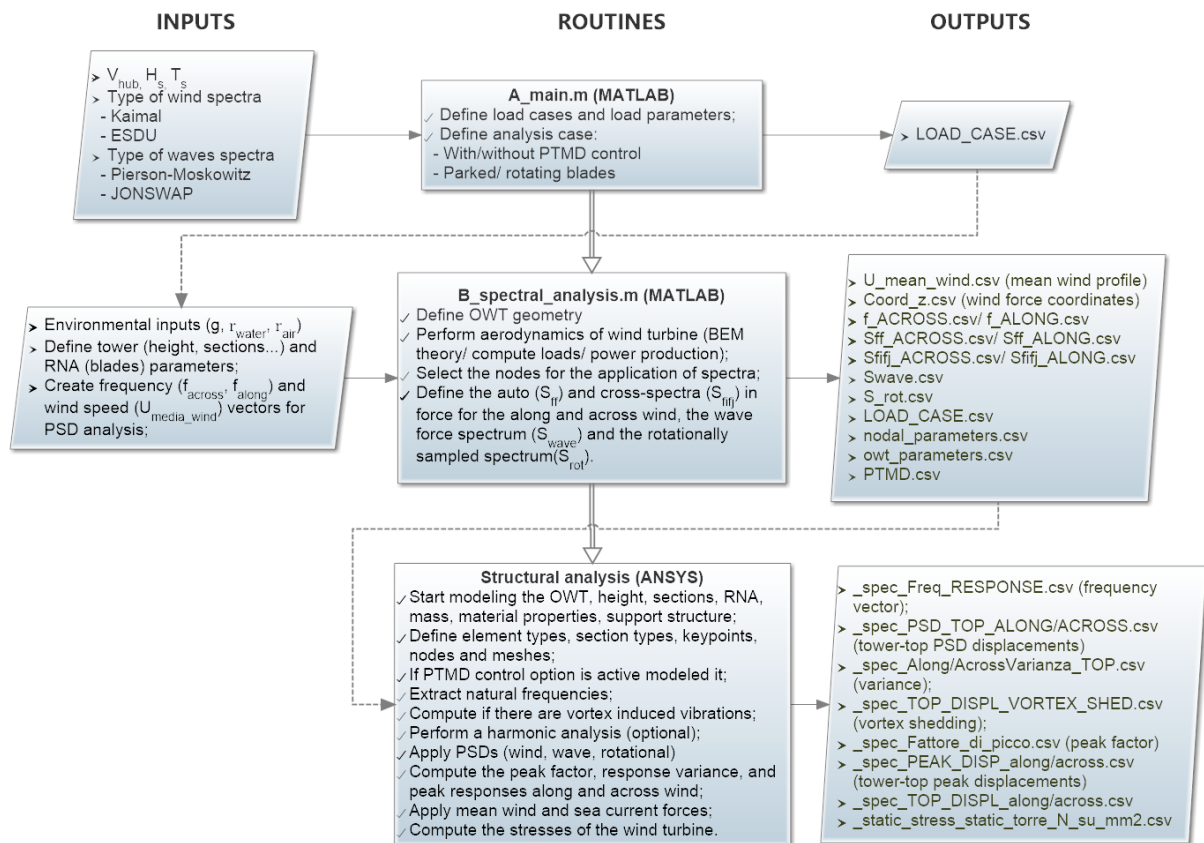 INPUTS
ROUTINES
OUTPUTS
V_hub, H_s, T_s
Type of wind spectra
- Kaimal
- ESDU
Type of waves spectra
- Pierson-Moskowitz
- JONSWAP
A_main.m (MATLAB)
Define load cases and load parameters;
Define analysis case:
- With/without PTMD control
- Parked/ rotating blades
LOAD_CASE.csv
Environmental inputs (g, r_water, r_air)
Define tower (height, sections...) and
RNA (blades) parameters;
Create frequency (f_across, f_along) and
wind speed (U_media_wind) vectors for
PSD analysis;
B_spectral_analysis.m (MATLAB)
Define OWT geometry
Perform aerodynamics of wind turbine (BEM
theory/ compute loads/ power production);
Select the nodes for the application of spectra;
Define the auto (S_ff) and cross-spectra (S_fifj) in
force for the along and across wind, the wave
force spectrum (S_wave) and the rotationally
sampled spectrum(S_rot).
U_mean_wind.csv (mean wind profile)
Coord_z.csv (wind force coordinates)
f_ACROSS.csv/ f_ALONG.csv
Sff_ACROSS.csv/ Sff_ALONG.csv
Sfifj_ACROSS.csv/ Sfifj_ALONG.csv
Swave.csv
S_rot.csv
LOAD_CASE.csv
nodal_parameters.csv
owt_parameters.csv
PTMD.csv
Structural analysis (ANSYS)
Start modeling the OWT, height, sections, RNA,
mass, material properties, support structure;
Define element types, section types, keypoints,
nodes and meshes;
If PTMD control option is active modeled it;
Extract natural frequencies;
Compute if there are vortex induced vibrations;
Perform a harmonic analysis (optional);
Apply PSDs (wind, wave, rotational)
Compute the peak factor, response variance, and
peak responses along and across wind;
Apply mean wind and sea current forces;
Compute the stresses of the wind turbine.
_spec_Freq_RESPONSE.csv (frequency
vector);
_spec_PSD_TOP_ALONG/ACROSS.csv
(tower-top PSD displacements)
_spec_Along/AcrossVarianza_TOP.csv
(variance);
_spec_TOP_DISPL_VORTEX_SHED.csv
(vortex shedding);
_spec_Fattore_di_picco.csv (peak factor)
_spec_PEAK_DISP_along/across.csv
(tower-top peak displacements)
_spec_TOP_DISPL_along/across.csv
_static_stress_static_torre_N_su_mm2.csv